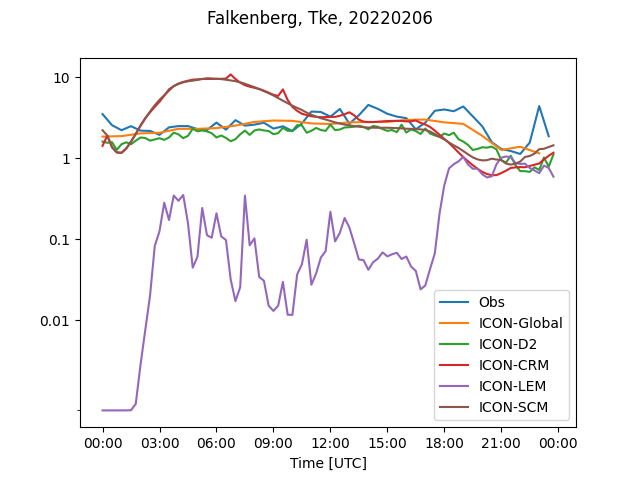 Falkenberg, Tke, 20220206
10
1
0.1
0.01
Obs
ICON-Global
ICON-D2
ICON-CRM
ICON-LEM
ICON-SCM
00:00 03:00 06:00 09:00 12:00 15:00 18:00 21:00 00:00
Time [UTC]